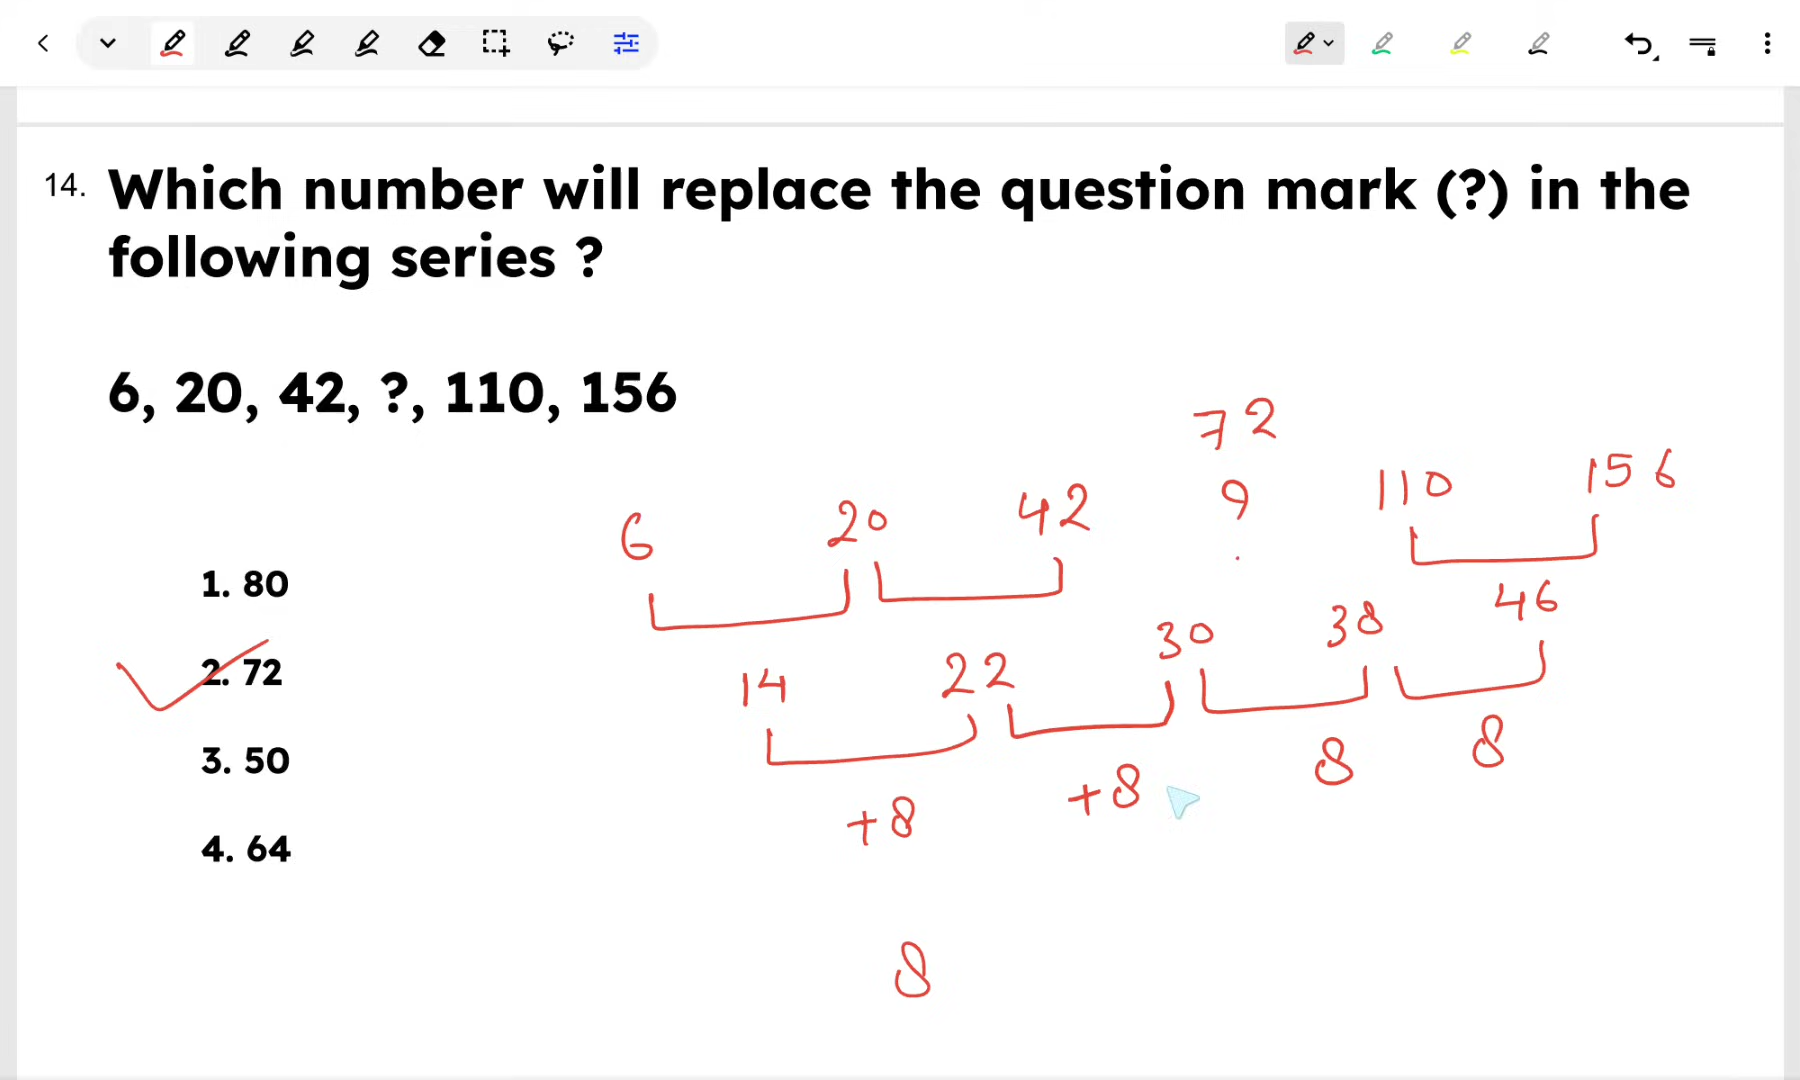 14. Which number will replace the question mark (?) in the
following series ?
6, 20, 42, ?, 110, 156
72
6 20 42 ? 110 156
1. 80
14 22 30 38 46
2. 72
+8 +8 8 8
3. 50
4. 64
8